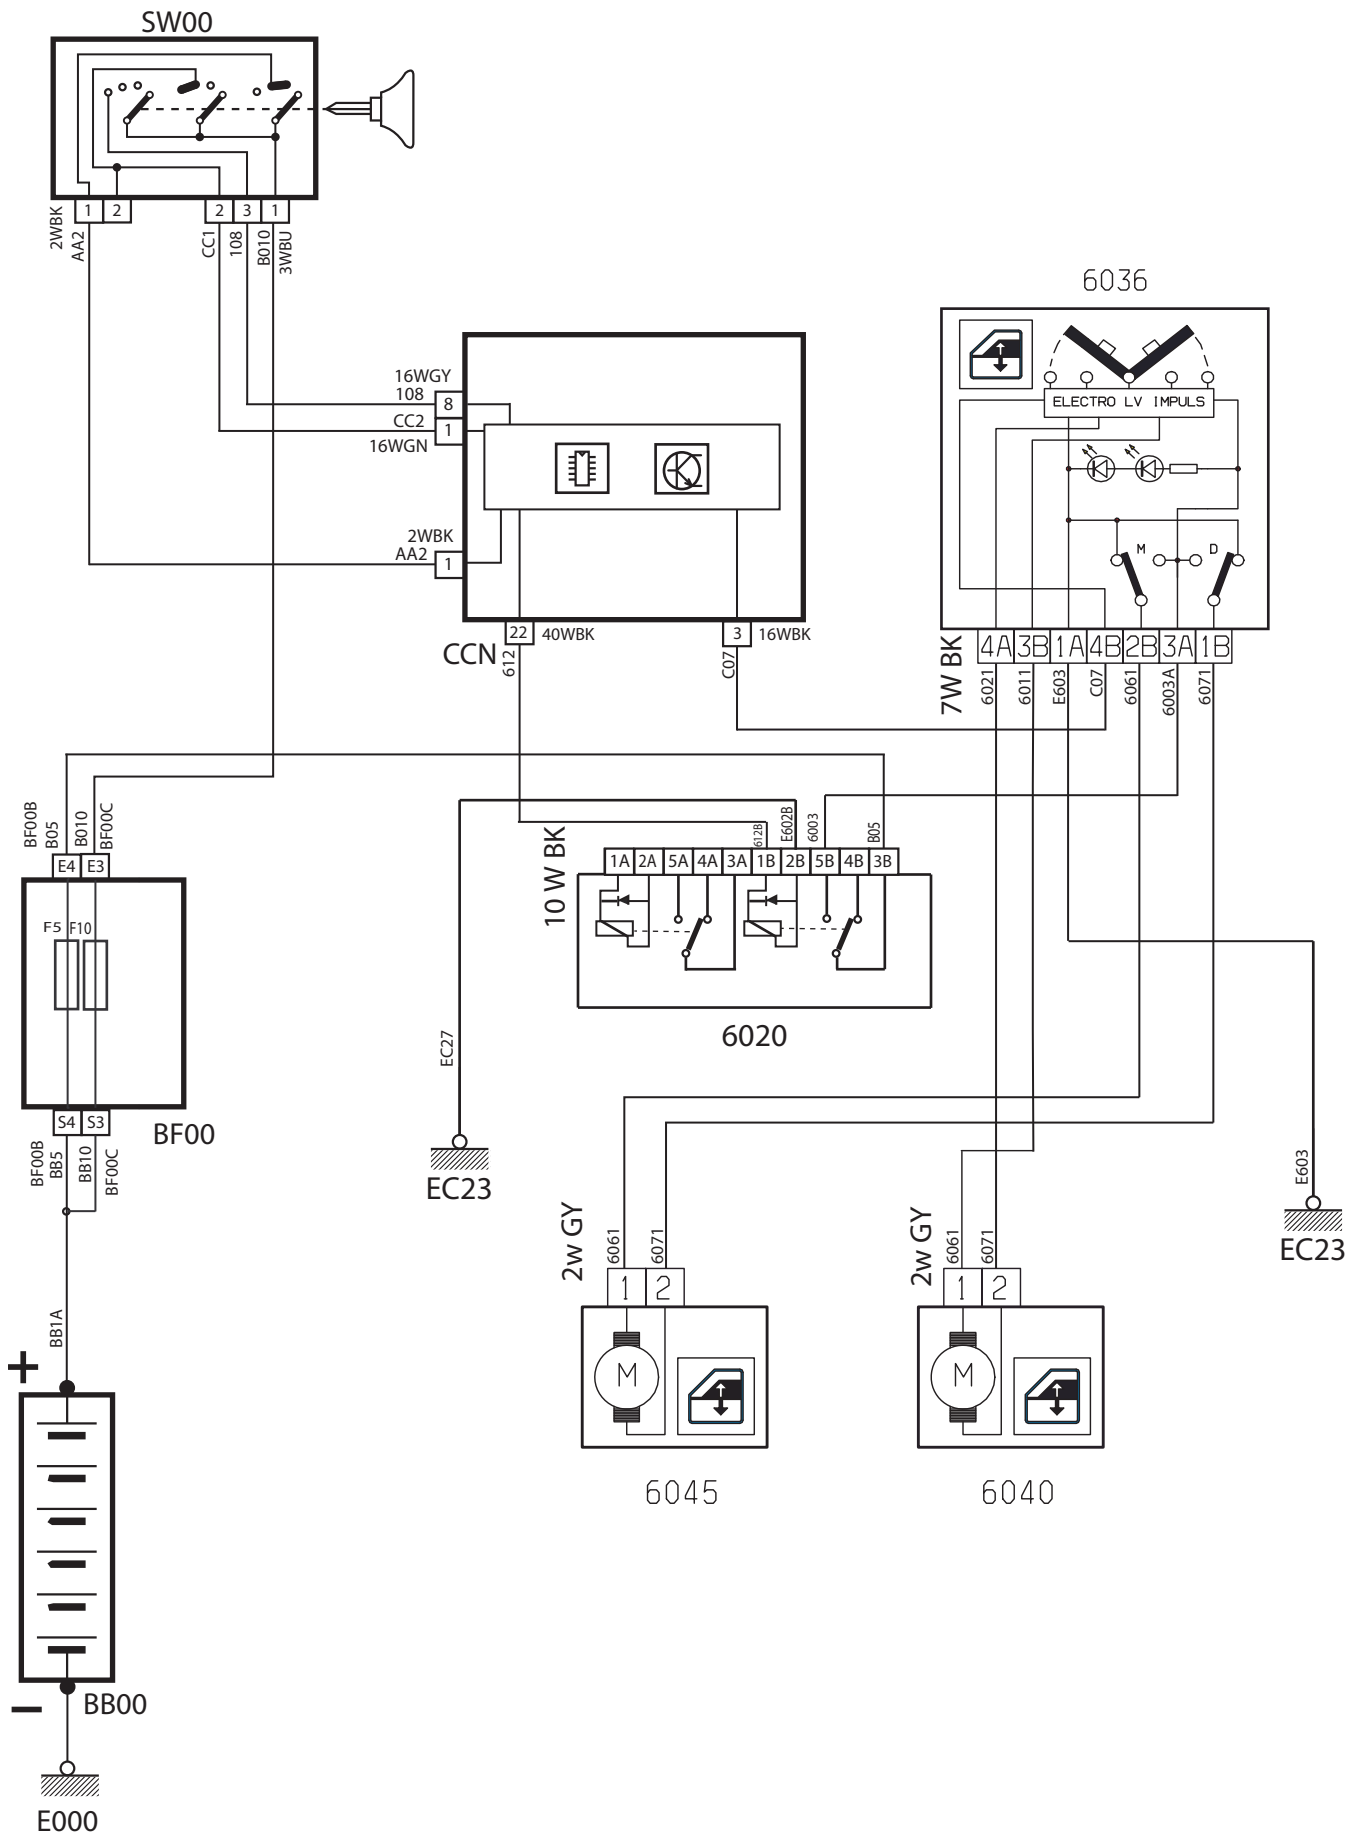 SW00
1
2
2
3
1
2WBK
AA2
CC1
108
B010
3WBU
16WGY
108
8
CC2
1
16WGN
2WBK
AA2
1
22
40WBK
3
16WBK
CCN
612
C07
6036
ELECTRO LV IMPULS
M
D
7W BK
4A
3B
1A
4B
2B
3A
1B
6021
6011
E603
C07
6061
6003A
6071
BF00B
B05
B010
BF00C
E4
E3
F5
F10
S4
S3
BF00
BF00B
BB5
BB10
BF00C
10 W BK
612B
E602B
6003
B05
1A
2A
5A
4A
3A
1B
2B
5B
4B
3B
6020
EC27
EC23
E603
EC23
2w GY
6061
6071
1
2
M
6045
2w GY
6061
6071
1
2
M
6040
BB1A
+
−
BB00
E000